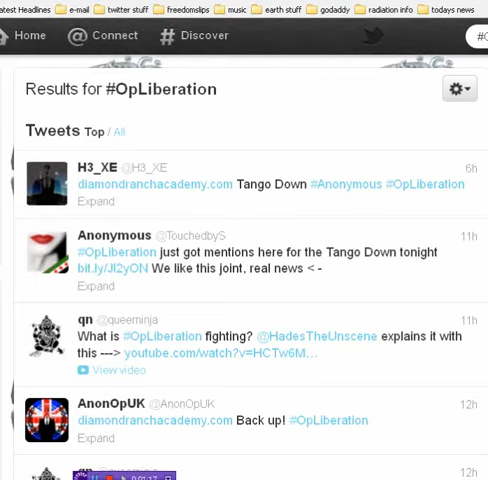 atest Headlines e-mail twitter stuff freedomslips music earth stuff godaddy radiation info todays news
Home @ Connect # Discover
Results for #OpLiberation
Tweets Top / All
H3_XE @H3_XE 6h
diamondranchacademy.com Tango Down #Anonymous #OpLiberation
Expand
Anonymous @TouchedbyS 11h
#OpLiberation just got mentions here for the Tango Down tonight
bit.ly/JI2yON We like this joint, real news < -
Expand
qn @queerninja 11h
What is #OpLiberation fighting? @HadesTheUnscene explains it with
this ---> youtube.com/watch?v=HCTw6M...
View video
AnonOpUK @AnonOpUK 12h
diamondranchacademy.com Back up! #OpLiberation
Expand
qn @queerninja 12h